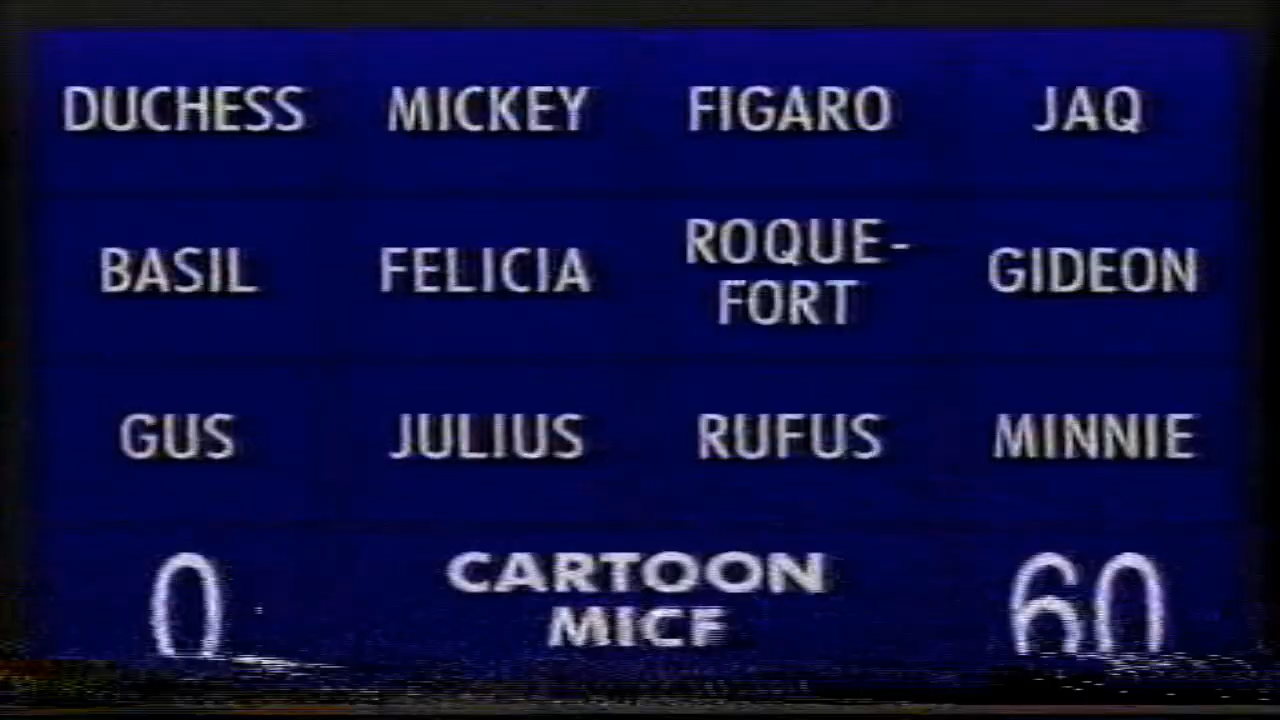 DUCHESS MICKEY FIGARO JAQ
BASIL FELICIA ROQUE-
FORT GIDEON
GUS JULIUS RUFUS MINNIE
0 CARTOON
MICE 60